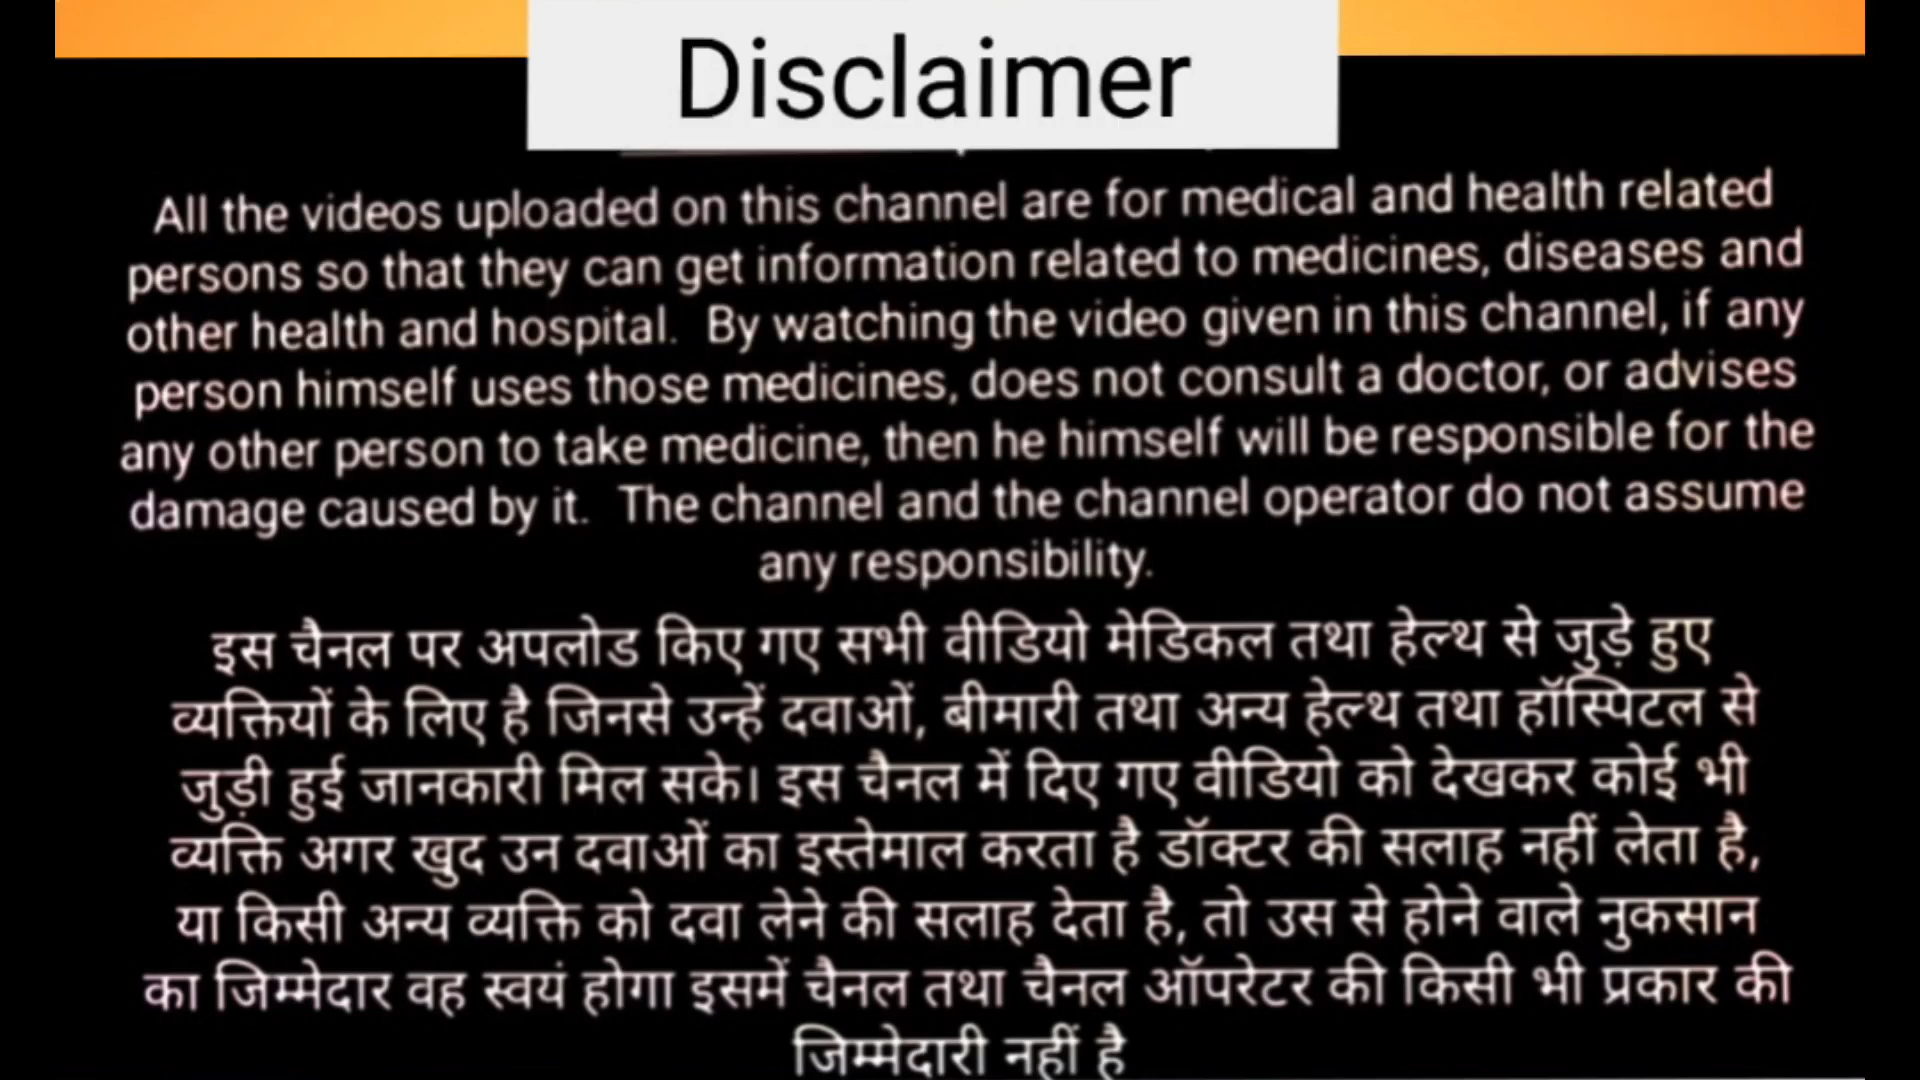 Disclaimer
All the videos uploaded on this channel are for medical and health related
persons so that they can get information related to medicines, diseases and
other health and hospital. By watching the video given in this channel, if any
person himself uses those medicines, does not consult a doctor, or advises
any other person to take medicine, then he himself will be responsible for the
damage caused by it. The channel and the channel operator do not assume
any responsibility.
इस चैनल पर अपलोड किए गए सभी वीडियो मेडिकल तथा हेल्थ से जुड़े हुए
व्यक्तियों के लिए है जिनसे उन्हें दवाओं, बीमारी तथा अन्य हेल्थ तथा हॉस्पिटल से
जुड़ी हुई जानकारी मिल सके। इस चैनल में दिए गए वीडियो को देखकर कोई भी
व्यक्ति अगर खुद उन दवाओं का इस्तेमाल करता है डॉक्टर की सलाह नहीं लेता है,
या किसी अन्य व्यक्ति को दवा लेने की सलाह देता है, तो उस से होने वाले नुकसान
का जिम्मेदार वह स्वयं होगा इसमें चैनल तथा चैनल ऑपरेटर की किसी भी प्रकार की
जिम्मेदारी नहीं है